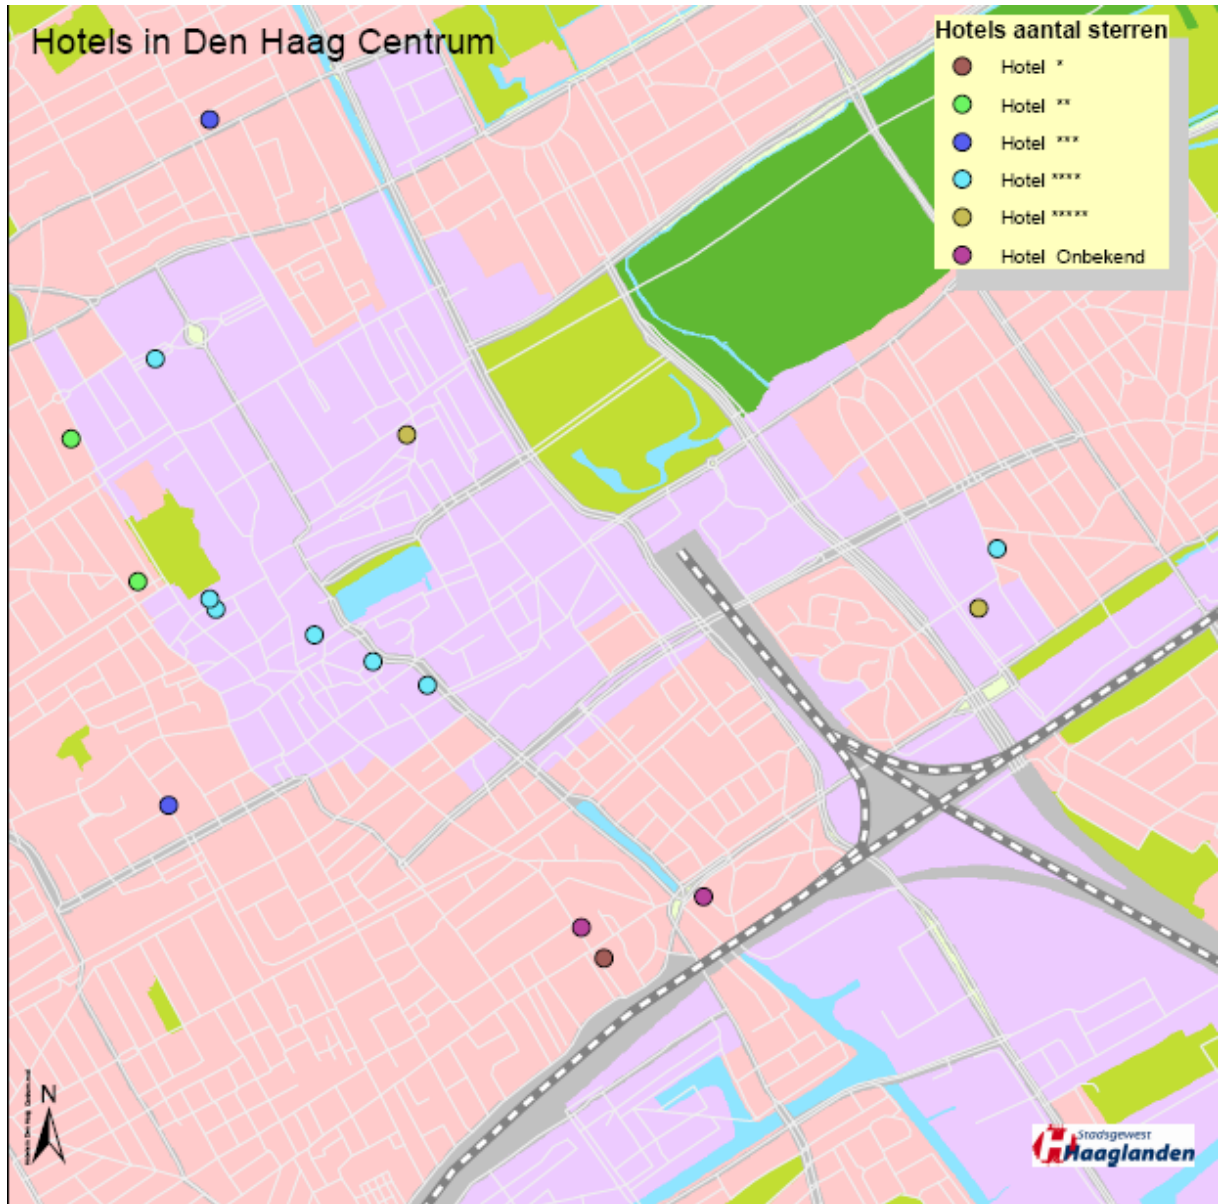 Hotels in Den Haag Centrum
Hotels aantal sterren
Hotel *
Hotel **
Hotel ***
Hotel ****
Hotel *****
Hotel Onbekend
N
Stadsgewest
Haaglanden